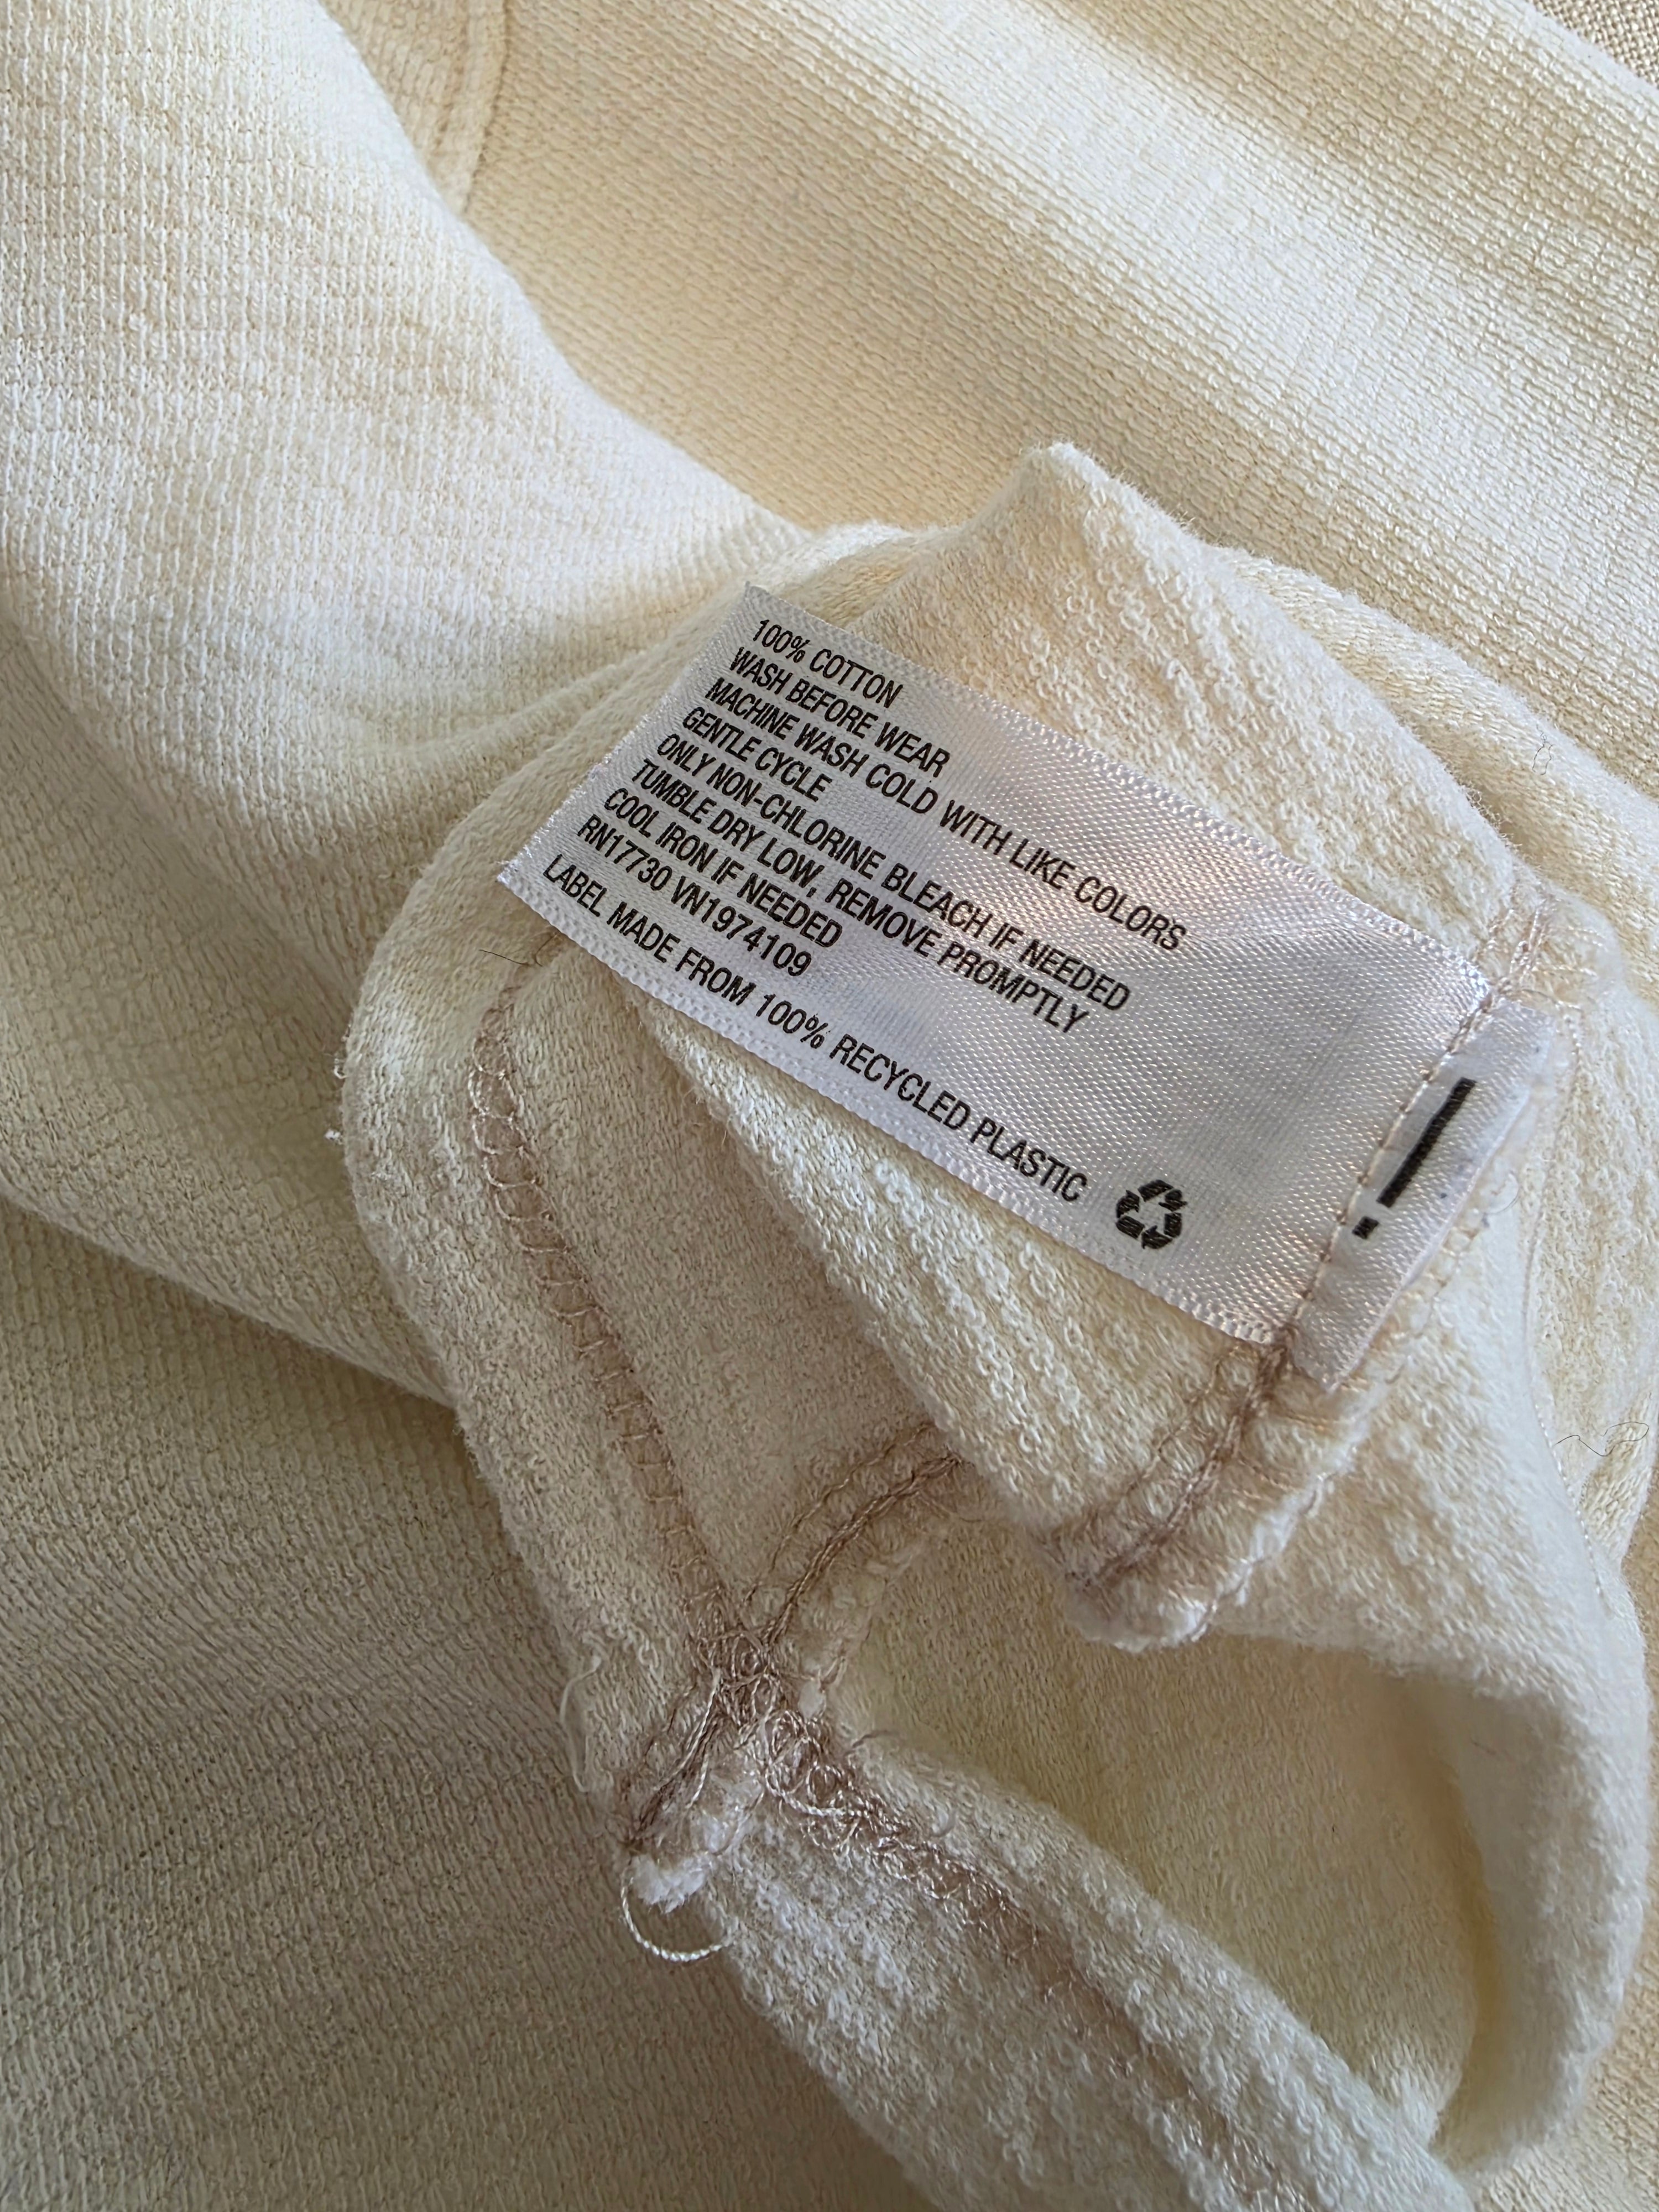 100% COTTON
WASH BEFORE WEAR
MACHINE WASH COLD WITH LIKE COLORS
GENTLE CYCLE
ONLY NON-CHLORINE BLEACH IF NEEDED
TUMBLE DRY LOW, REMOVE PROMPTLY
COOL IRON IF NEEDED
RN17730 VN1974109
LABEL MADE FROM 100% RECYCLED PLASTIC